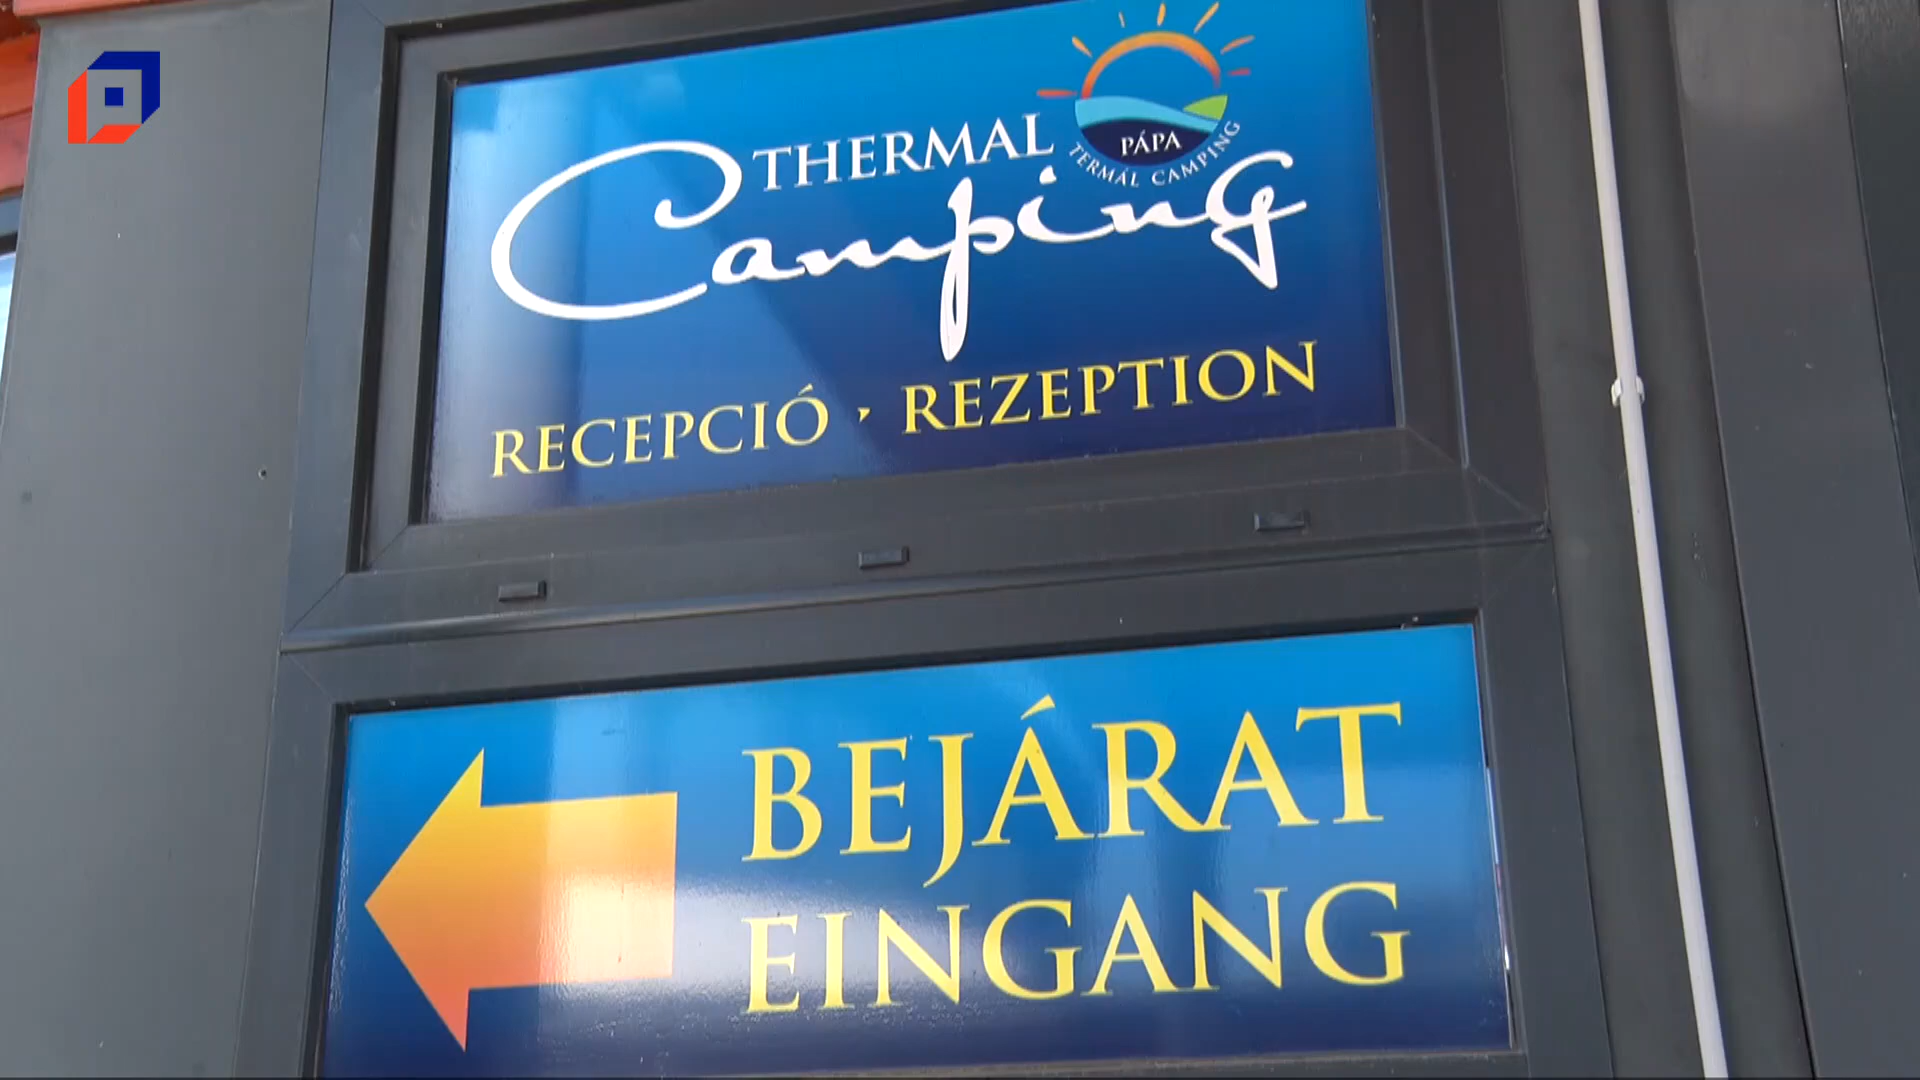 THERMAL
Camping
PÁPA
TERMÁL CAMPING
RECEPCIÓ · REZEPTION
BEJÁRAT
EINGANG